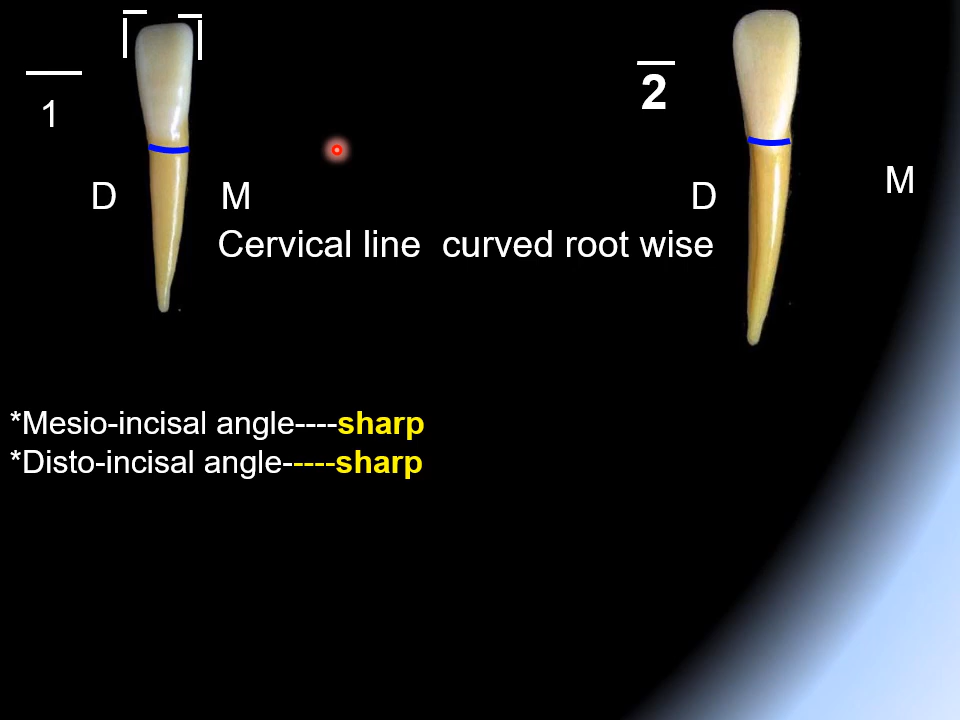 1
2
D
M
D
M
Cervical line curved root wise
*Mesio-incisal angle----sharp
*Disto-incisal angle------sharp